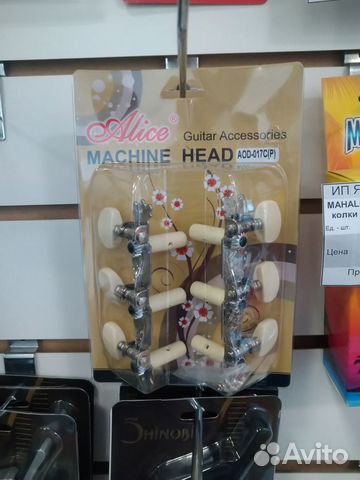 Alice®
Guitar Accessories
MACHINE HEAD AOD-017C(P)
ИП Я
MAHAL
колки
Ед. - шт.
Цена
Пр
SHINOBI
Avito